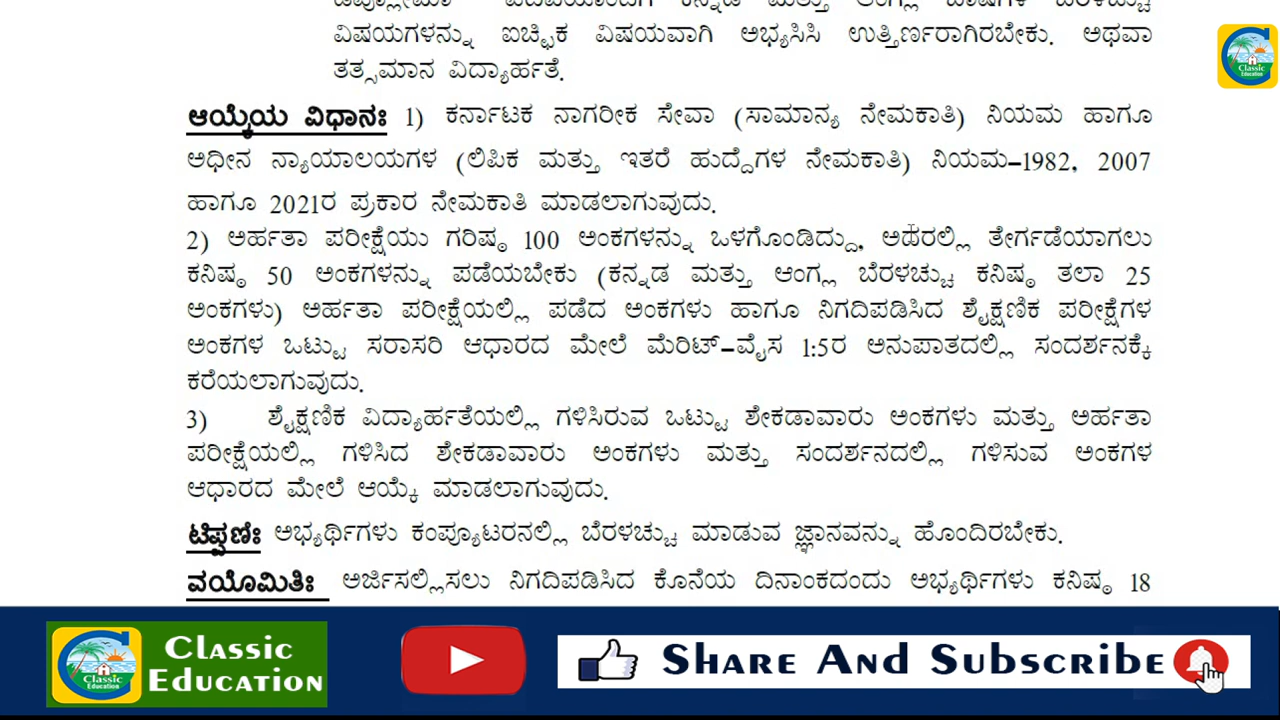 ವಿಷಯಗಳನ್ನು ಐಚ್ಛಿಕ ವಿಷಯವಾಗಿ ಅಭ್ಯಸಿಸಿ ಉತ್ತಿರ್ಣರಾಗಿರಬೇಕು. ಅಥವಾ
ತತ್ಸಮಾನ ವಿದ್ಯಾರ್ಹತೆ.
Classic
Education
ಆಯ್ಕೆಯ ವಿಧಾನಃ 1) ಕರ್ನಾಟಕ ನಾಗರೀಕ ಸೇವಾ (ಸಾಮಾನ್ಯ ನೇಮಕಾತಿ) ನಿಯಮ ಹಾಗೂ
ಅಧೀನ ನ್ಯಾಯಾಲಯಗಳ (ಲಿಪಿಕ ಮತ್ತು ಇತರೆ ಹುದ್ದೆಗಳ ನೇಮಕಾತಿ) ನಿಯಮ–1982, 2007
ಹಾಗೂ 2021ರ ಪ್ರಕಾರ ನೇಮಕಾತಿ ಮಾಡಲಾಗುವುದು.
2) ಅರ್ಹತಾ ಪರೀಕ್ಷೆಯು ಗರಿಷ್ಠ 100 ಅಂಕಗಳನ್ನು ಒಳಗೊಂಡಿದ್ದು, ತೇರ್ಗಡೆಯಾಗಲು
ಕನಿಷ್ಠ 50 ಅಂಕಗಳನ್ನು ಪಡೆಯಬೇಕು (ಕನ್ನಡ ಮತ್ತು ಆಂಗ್ಲ ಬೆರಳಚ್ಚು ಕನಿಷ್ಠ ತಲಾ 25
ಅಂಕಗಳು) ಅರ್ಹತಾ ಪರೀಕ್ಷೆಯಲ್ಲಿ ಪಡೆದ ಅಂಕಗಳು ಹಾಗೂ ನಿಗದಿಪಡಿಸಿದ ಶೈಕ್ಷಣಿಕ ಪರೀಕ್ಷೆಗಳ
ಅಂಕಗಳ ಒಟ್ಟು ಸರಾಸರಿ ಆಧಾರದ ಮೇಲೆ ಮೆರಿಟ್–ವೈಸ 1:5ರ ಅನುಪಾತದಲ್ಲಿ ಸಂದರ್ಶನಕ್ಕೆ
ಕರೆಯಲಾಗುವುದು.
3) ಶೈಕ್ಷಣಿಕ ವಿದ್ಯಾರ್ಹತೆಯಲ್ಲಿ ಗಳಿಸಿರುವ ಒಟ್ಟು ಶೇಕಡಾವಾರು ಅಂಕಗಳು ಮತ್ತು ಅರ್ಹತಾ
ಪರೀಕ್ಷೆಯಲ್ಲಿ ಗಳಿಸಿದ ಶೇಕಡಾವಾರು ಅಂಕಗಳು ಮತ್ತು ಸಂದರ್ಶನದಲ್ಲಿ ಗಳಿಸುವ ಅಂಕಗಳ
ಆಧಾರದ ಮೇಲೆ ಆಯ್ಕೆ ಮಾಡಲಾಗುವುದು.
ಟಿಪ್ಪಣಿಃ ಅಭ್ಯರ್ಥಿಗಳು ಕಂಪ್ಯೂಟರನಲ್ಲಿ ಬೆರಳಚ್ಚು ಮಾಡುವ ಜ್ಞಾನವನ್ನು ಹೊಂದಿರಬೇಕು.
ವಯೋಮಿತಿಃ ಅರ್ಜಿಸಲ್ಲಿಸಲು ನಿಗದಿಪಡಿಸಿದ ಕೊನೆಯ ದಿನಾಂಕದಂದು ಅಭ್ಯರ್ಥಿಗಳು ಕನಿಷ್ಠ 18
Classic
Education
Classic
Education
Share And Subscribe